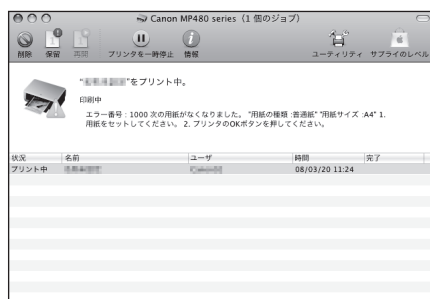 Canon MP480 series（1 個のジョブ）
削除 保留 再開 プリンタを一時停止 情報 ユーティリティ サプライのレベル
“ ”をプリント中。
印刷中
エラー番号 : 1000 次の用紙がなくなりました。 "用紙の種類 :普通紙" "用紙サイズ :A4" 1.
用紙をセットしてください。 2. プリンタのOKボタンを押してください。
状況 名前 ユーザ 時間 完了
プリント中 08/03/20 11:24